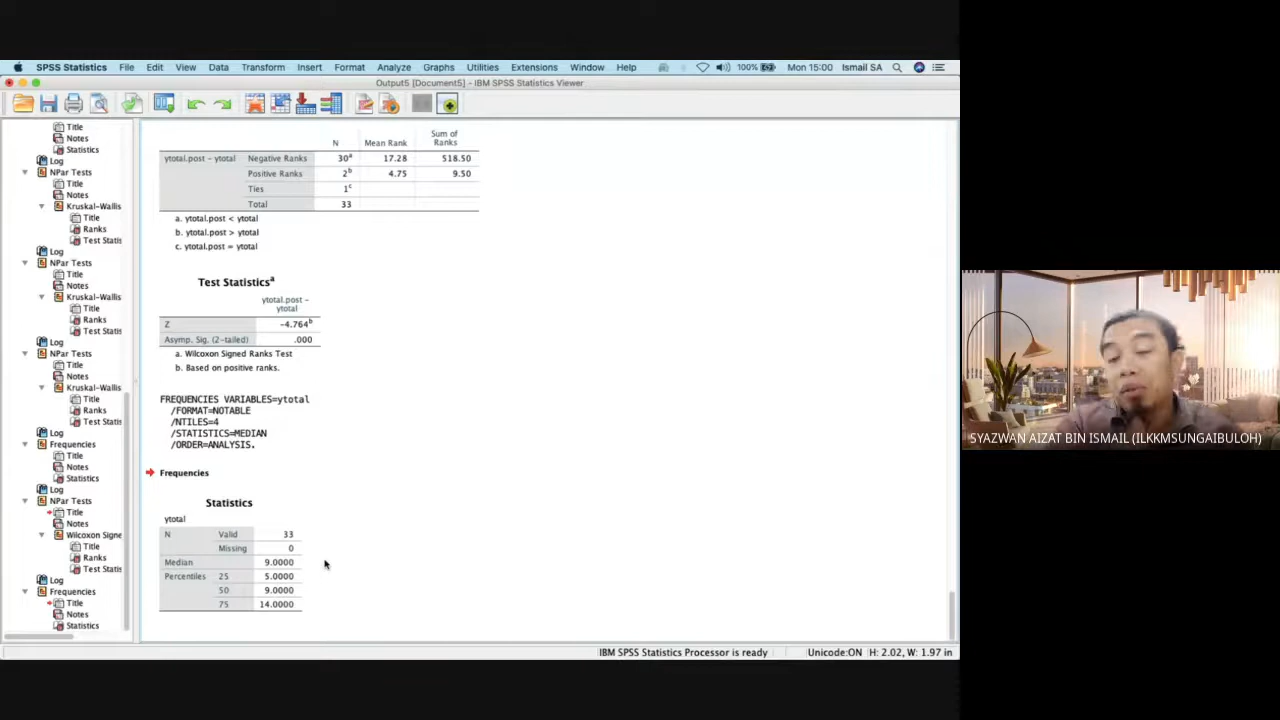 SPSS Statistics File Edit View Data Transform Insert Format Analyze Graphs Utilities Extensions Window Help 100% Mon 15:00 Ismail SA
Output5 [Document5] - IBM SPSS Statistics Viewer
Title
Notes
Statistics
Log
NPar Tests
Title
Notes
Kruskal-Wallis
Title
Ranks
Test Statis
Log
NPar Tests
Title
Notes
Kruskal-Wallis
Title
Ranks
Test Statis
Log
NPar Tests
Title
Notes
Kruskal-Wallis
Title
Ranks
Test Statis
Log
Frequencies
Title
Notes
Statistics
Log
NPar Tests
Title
Notes
Wilcoxon Signe
Title
Ranks
Test Statis
Log
Frequencies
Title
Notes
Statistics
N Mean Rank Sum of Ranks
ytotal.post - ytotal Negative Ranks 30a 17.28 518.50
Positive Ranks 2b 4.75 9.50
Ties 1c
Total 33
a. ytotal.post < ytotal
b. ytotal.post > ytotal
c. ytotal.post = ytotal
Test Statisticsa
ytotal.post -
ytotal
Z -4.764b
Asymp. Sig. (2-tailed) .000
a. Wilcoxon Signed Ranks Test
b. Based on positive ranks.
FREQUENCIES VARIABLES=ytotal
/FORMAT=NOTABLE
/NTILES=4
/STATISTICS=MEDIAN
/ORDER=ANALYSIS.
Frequencies
Statistics
ytotal
N Valid 33
Missing 0
Median 9.0000
Percentiles 25 5.0000
50 9.0000
75 14.0000
IBM SPSS Statistics Processor is ready Unicode:ON H: 2.02, W: 1.97 in
SYAZWAN AIZAT BIN ISMAIL (ILKKMSUNGAIBULOH)